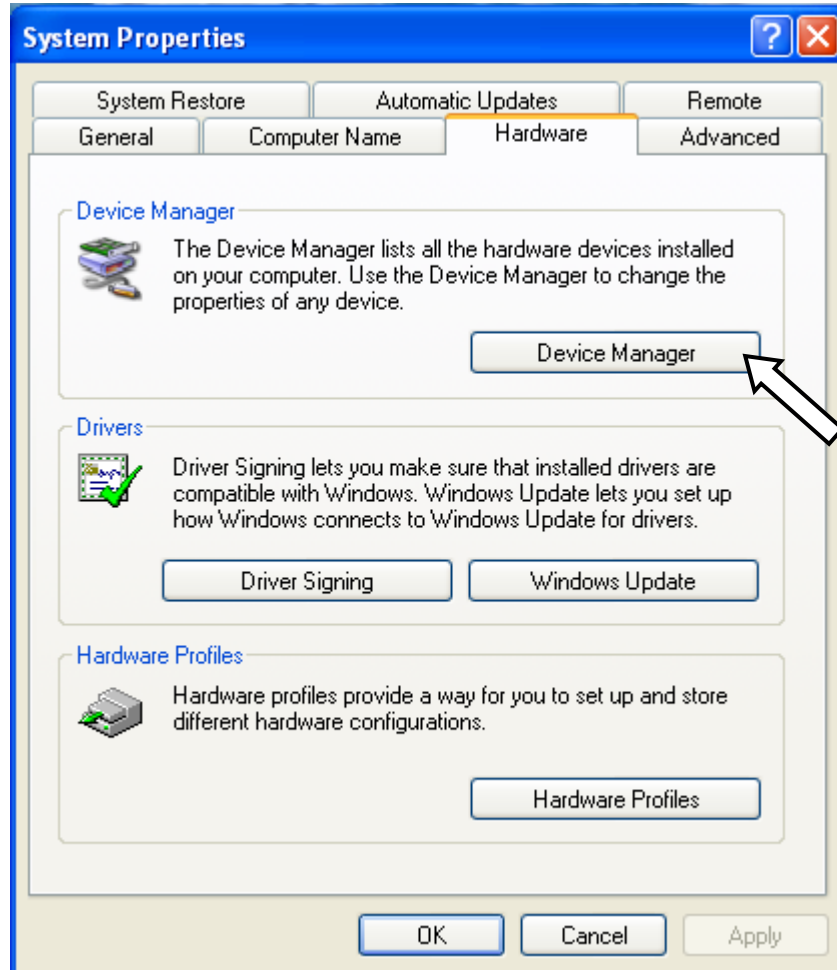 System Properties
System Restore Automatic Updates Remote
General Computer Name Hardware Advanced
Device Manager
The Device Manager lists all the hardware devices installed
on your computer. Use the Device Manager to change the
properties of any device.
Device Manager
Drivers
Driver Signing lets you make sure that installed drivers are
compatible with Windows. Windows Update lets you set up
how Windows connects to Windows Update for drivers.
Driver Signing Windows Update
Hardware Profiles
Hardware profiles provide a way for you to set up and store
different hardware configurations.
Hardware Profiles
OK Cancel Apply